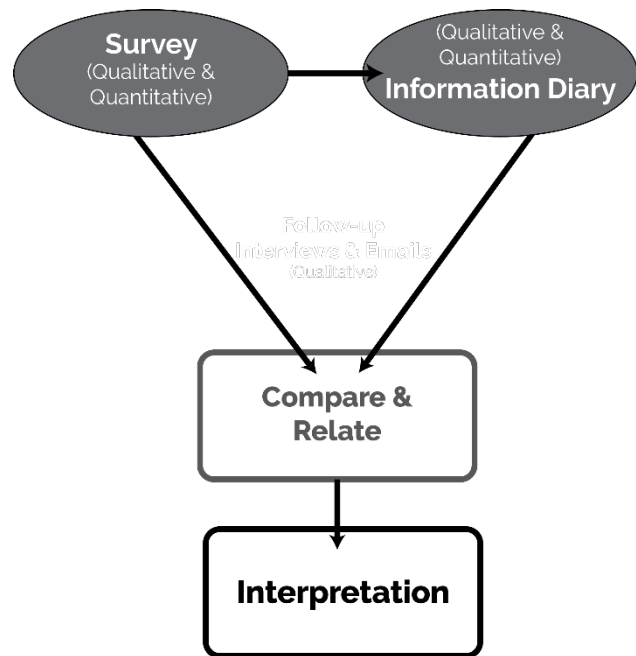 Survey
(Qualitative &
Quantitative)
(Qualitative &
Quantitative)
Information Diary
Follow-up
Interviews & Emails
(Qualitative)
Compare &
Relate
Interpretation